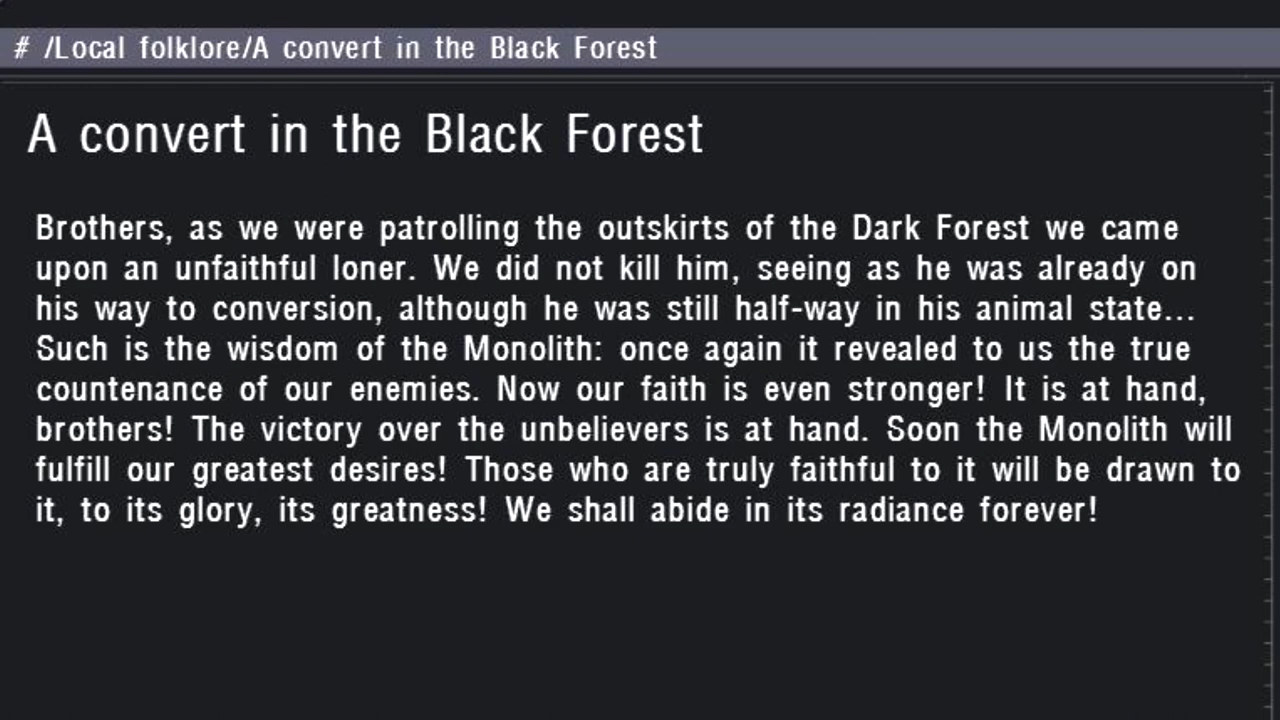 # /Local folklore/A convert in the Black Forest
A convert in the Black Forest
Brothers, as we were patrolling the outskirts of the Dark Forest we came
upon an unfaithful loner. We did not kill him, seeing as he was already on
his way to conversion, although he was still half-way in his animal state...
Such is the wisdom of the Monolith: once again it revealed to us the true
countenance of our enemies. Now our faith is even stronger! It is at hand,
brothers! The victory over the unbelievers is at hand. Soon the Monolith will
fulfill our greatest desires! Those who are truly faithful to it will be drawn to
it, to its glory, its greatness! We shall abide in its radiance forever!